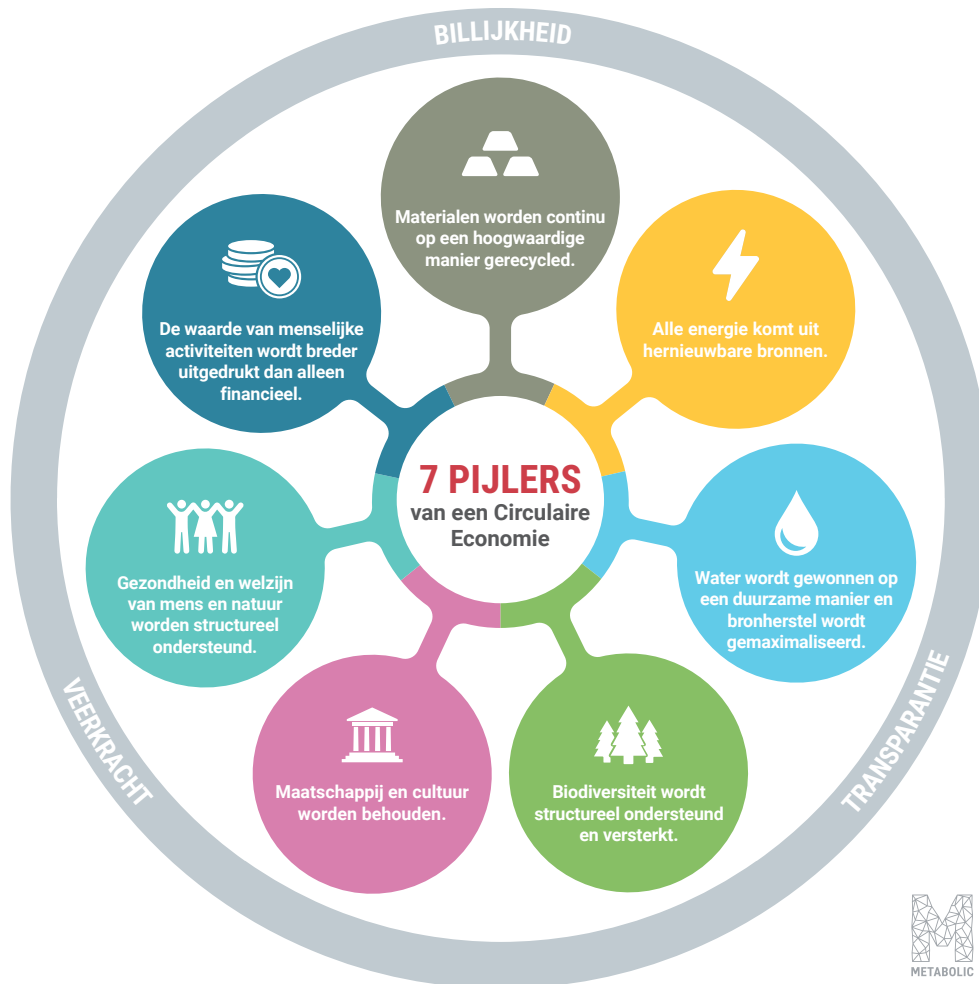 BILLIJKHEID
Materialen worden continu
op een hoogwaardige
manier gerecycled.
Alle energie komt uit
hernieuwbare bronnen.
Water wordt gewonnen op
een duurzame manier en
bronherstel wordt
gemaximaliseerd.
Biodiversiteit wordt
structureel ondersteund
en versterkt.
Maatschappij en cultuur
worden behouden.
Gezondheid en welzijn
van mens en natuur
worden structureel
ondersteund.
De waarde van menselijke
activiteiten wordt breder
uitgedrukt dan alleen
financieel.
7 PIJLERS
van een Circulaire
Economie
TRANSPARANTIE
VEERKRACHT
M
METABOLIC